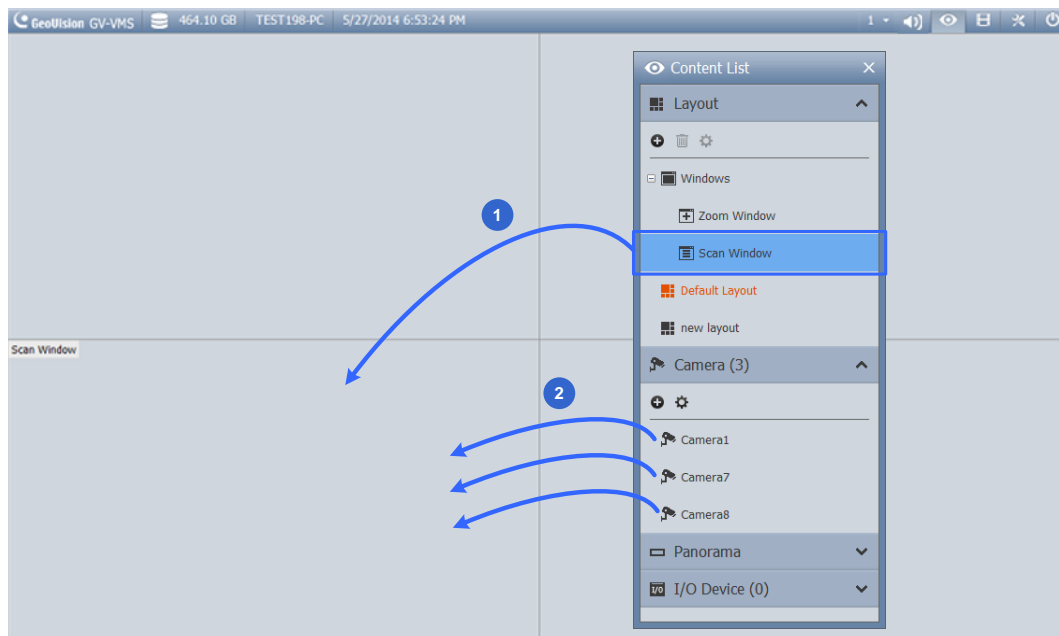 GeoVision GV-VMS 464.10 GB TEST198-PC 5/27/2014 6:53:24 PM 1
Content List
Layout
Windows
1
Zoom Window
Scan Window
Default Layout
new layout
Scan Window
Camera (3)
2
Camera1
Camera7
Camera8
Panorama
I/O I/O Device (0)